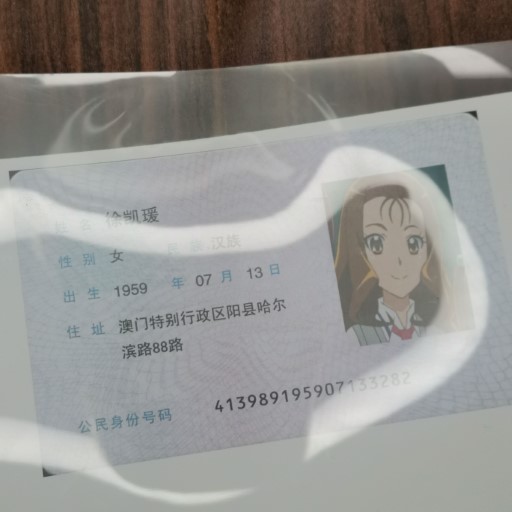 姓名 徐凯瑗
性别 女 民族 汉族
出生 1959 年 07 月 13 日
住址 澳门特别行政区阳县哈尔
滨路88路
公民身份号码 413989195907133282